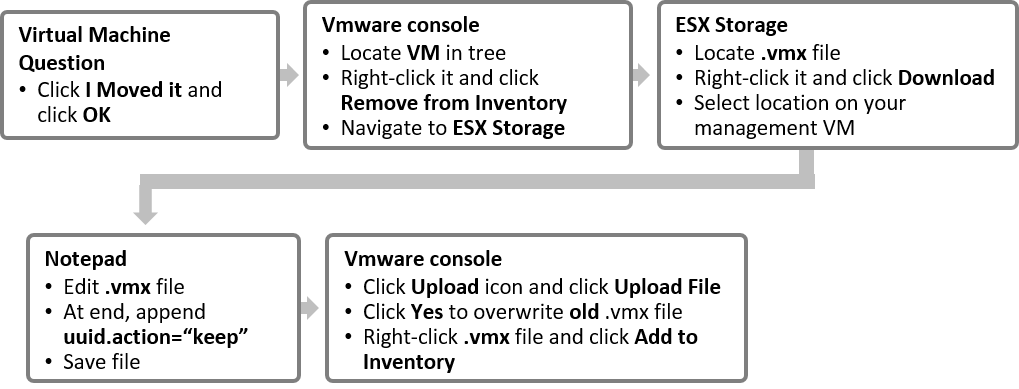 Virtual Machine
Question
• Click I Moved it and
click OK
Vmware console
• Locate VM in tree
• Right-click it and click
Remove from Inventory
• Navigate to ESX Storage
ESX Storage
• Locate .vmx file
• Right-click it and click Download
• Select location on your
management VM
Notepad
• Edit .vmx file
• At end, append
uuid.action=“keep”
• Save file
Vmware console
• Click Upload icon and click Upload File
• Click Yes to overwrite old .vmx file
• Right-click .vmx file and click Add to
Inventory